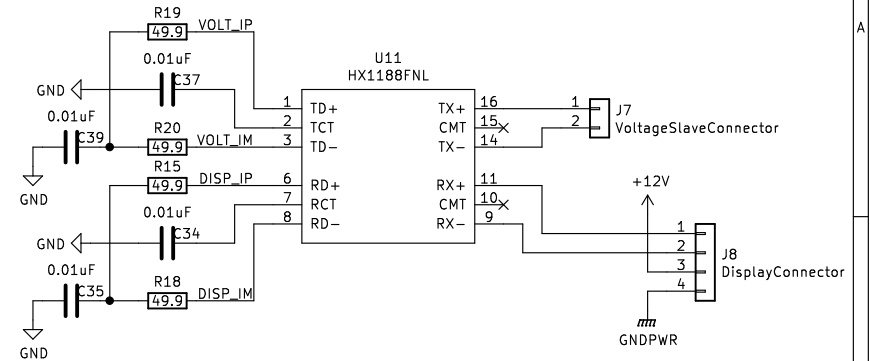 R19
49.9
VOLT_IP
A
0.01uF
U11
HX1188FNL
GND
C37
1 TD+ TX+ 16 1
J7
0.01uF
2 TCT CMT 15 2
VoltageSlaveConnector
C39
R20
49.9
VOLT_IM
3 TD- TX- 14
GND
R15
49.9
DISP_IP
6 RD+ RX+ 11
+12V
0.01uF
7 RCT CMT 10
GND
C34
8 RD- RX- 9
1
2
J8
3
DisplayConnector
4
0.01uF
C35
R18
49.9
DISP_IM
GND
GNDPWR